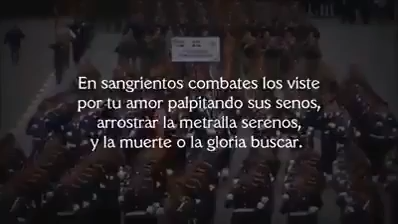 En sangrientos combates los viste
por tu amor palpitando sus senos,
arrostrar la metralla serenos,
y la muerte o la gloria buscar.